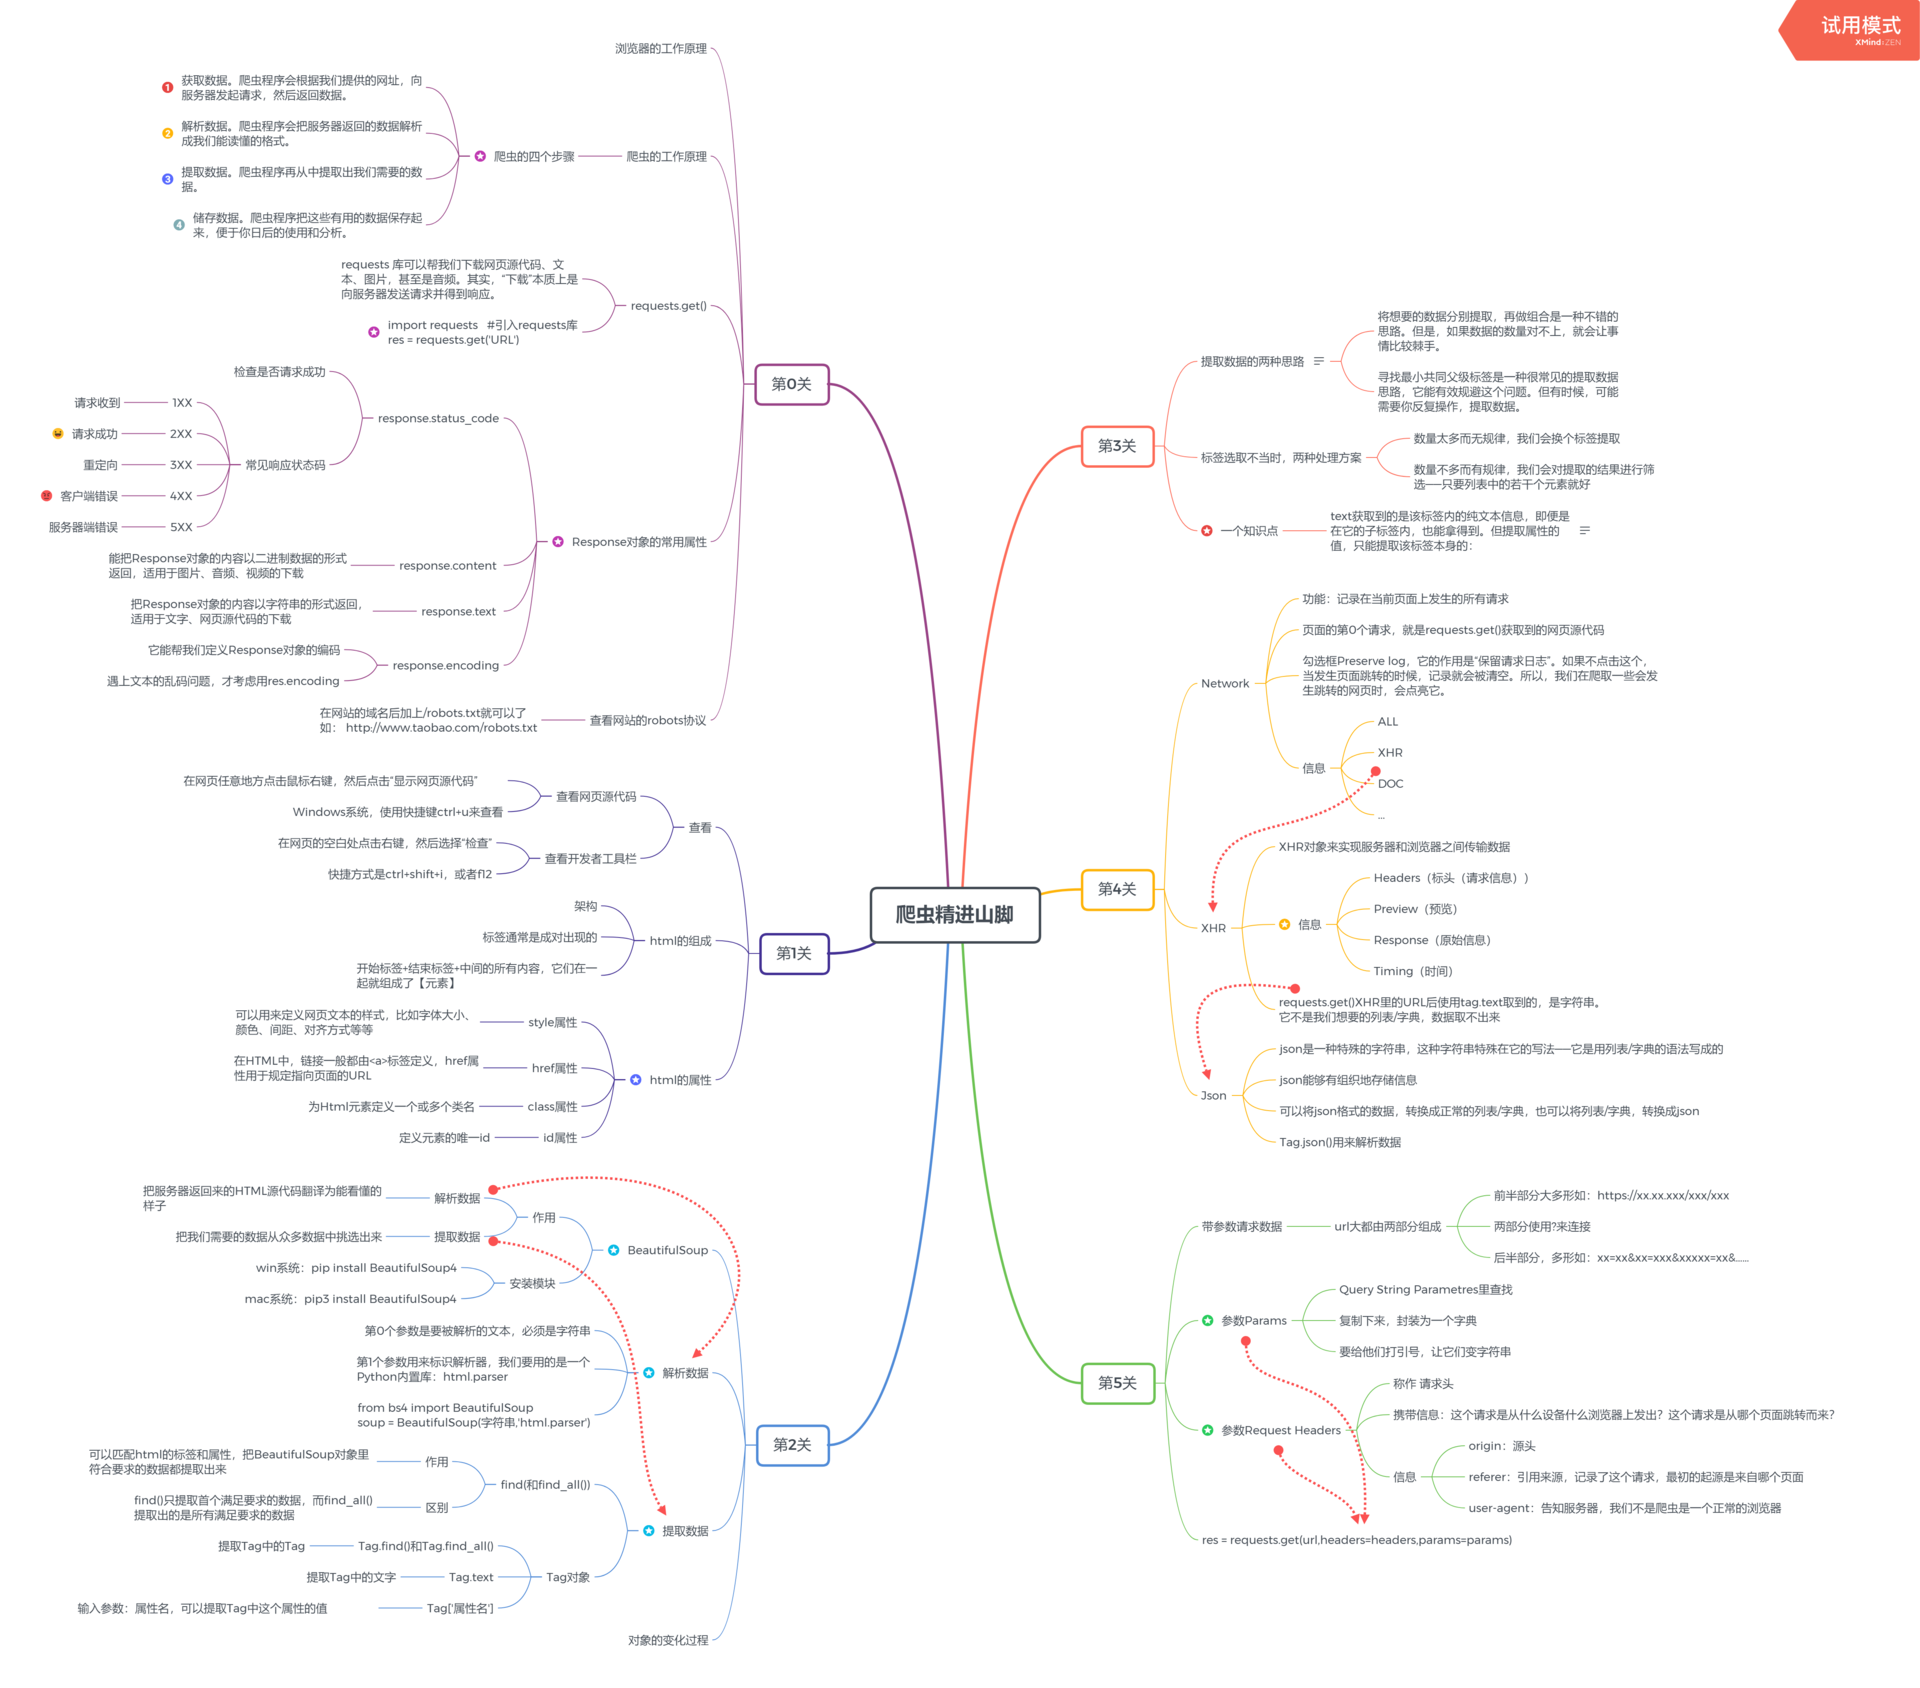 试用模式
XMind:ZEN
爬虫精进山脚
第0关
浏览器的工作原理
爬虫的工作原理
爬虫的四个步骤
1
获取数据。爬虫程序会根据我们提供的网址，向
服务器发起请求，然后返回数据。
2
解析数据。爬虫程序会把服务器返回的数据解析
成我们能读懂的格式。
3
提取数据。爬虫程序再从中提取出我们需要的数
据。
4
储存数据。爬虫程序把这些有用的数据保存起
来，便于你日后的使用和分析。
requests.get()
requests 库可以帮我们下载网页源代码、文
本、图片，甚至是音频。其实，“下载”本质上是
向服务器发送请求并得到响应。
import requests   #引入requests库
res = requests.get('URL')
Response对象的常用属性
response.status_code
检查是否请求成功
常见响应状态码
1XX
请求收到
2XX
请求成功
3XX
重定向
4XX
客户端错误
5XX
服务器端错误
response.content
能把Response对象的内容以二进制数据的形式
返回，适用于图片、音频、视频的下载
response.text
把Response对象的内容以字符串的形式返回，
适用于文字、网页源代码的下载
response.encoding
它能帮我们定义Response对象的编码
遇上文本的乱码问题，才考虑用res.encoding
查看网站的robots协议
在网站的域名后加上/robots.txt就可以了
如： http://www.taobao.com/robots.txt
第1关
查看
查看网页源代码
在网页任意地方点击鼠标右键，然后点击“显示网页源代码”
Windows系统，使用快捷键ctrl+u来查看
查看开发者工具栏
在网页的空白处点击右键，然后选择“检查”
快捷方式是ctrl+shift+i，或者f12
html的组成
架构
标签通常是成对出现的
开始标签+结束标签+中间的所有内容，它们在一
起就组成了【元素】
html的属性
style属性
可以用来定义网页文本的样式，比如字体大小、
颜色、间距、对齐方式等等
href属性
在HTML中，链接一般都由<a>标签定义，href属
性用于规定指向页面的URL
class属性
为Html元素定义一个或多个类名
id属性
定义元素的唯一id
第2关
BeautifulSoup
作用
解析数据
把服务器返回来的HTML源代码翻译为能看懂的
样子
提取数据
把我们需要的数据从众多数据中挑选出来
安装模块
win系统：pip install BeautifulSoup4
mac系统：pip3 install BeautifulSoup4
解析数据
第0个参数是要被解析的文本，必须是字符串
第1个参数用来标识解析器，我们要用的是一个
Python内置库：html.parser
from bs4 import BeautifulSoup
soup = BeautifulSoup(字符串,'html.parser')
提取数据
find(和find_all())
作用
可以匹配html的标签和属性，把BeautifulSoup对象里
符合要求的数据都提取出来
区别
find()只提取首个满足要求的数据，而find_all()
提取出的是所有满足要求的数据
Tag对象
Tag.find()和Tag.find_all()
提取Tag中的Tag
Tag.text
提取Tag中的文字
Tag['属性名']
输入参数：属性名，可以提取Tag中这个属性的值
对象的变化过程
第3关
提取数据的两种思路
将想要的数据分别提取，再做组合是一种不错的
思路。但是，如果数据的数量对不上，就会让事
情比较棘手。
寻找最小共同父级标签是一种很常见的提取数据
思路，它能有效规避这个问题。但有时候，可能
需要你反复操作，提取数据。
标签选取不当时，两种处理方案
数量太多而无规律，我们会换个标签提取
数量不多而有规律，我们会对提取的结果进行筛
选——只要列表中的若干个元素就好
一个知识点
text获取到的是该标签内的纯文本信息，即便是
在它的子标签内，也能拿得到。但提取属性的
值，只能提取该标签本身的：
第4关
Network
功能：记录在当前页面上发生的所有请求
页面的第0个请求，就是requests.get()获取到的网页源代码
勾选框Preserve log，它的作用是“保留请求日志”。如果不点击这个，
当发生页面跳转的时候，记录就会被清空。所以，我们在爬取一些会发
生跳转的网页时，会点亮它。
信息
ALL
XHR
DOC
...
XHR
XHR对象来实现服务器和浏览器之间传输数据
信息
Headers（标头（请求信息））
Preview（预览）
Response（原始信息）
Timing（时间）
requests.get()XHR里的URL后使用tag.text取到的，是字符串。
它不是我们想要的列表/字典，数据取不出来
Json
json是一种特殊的字符串，这种字符串特殊在它的写法——它是用列表/字典的语法写成的
json能够有组织地存储信息
可以将json格式的数据，转换成正常的列表/字典，也可以将列表/字典，转换成json
Tag.json()用来解析数据
第5关
带参数请求数据
url大都由两部分组成
前半部分大多形如：https://xx.xx.xxx/xxx/xxx
两部分使用?来连接
后半部分，多形如：xx=xx&xx=xxx&xxxxx=xx&......
参数Params
Query String Parametres里查找
复制下来，封装为一个字典
要给他们打引号，让它们变字符串
参数Request Headers
称作 请求头
携带信息：这个请求是从什么设备什么浏览器上发出？这个请求是从哪个页面跳转而来？
信息
origin：源头
referer：引用来源，记录了这个请求，最初的起源是来自哪个页面
user-agent：告知服务器，我们不是爬虫是一个正常的浏览器
res = requests.get(url,headers=headers,params=params)